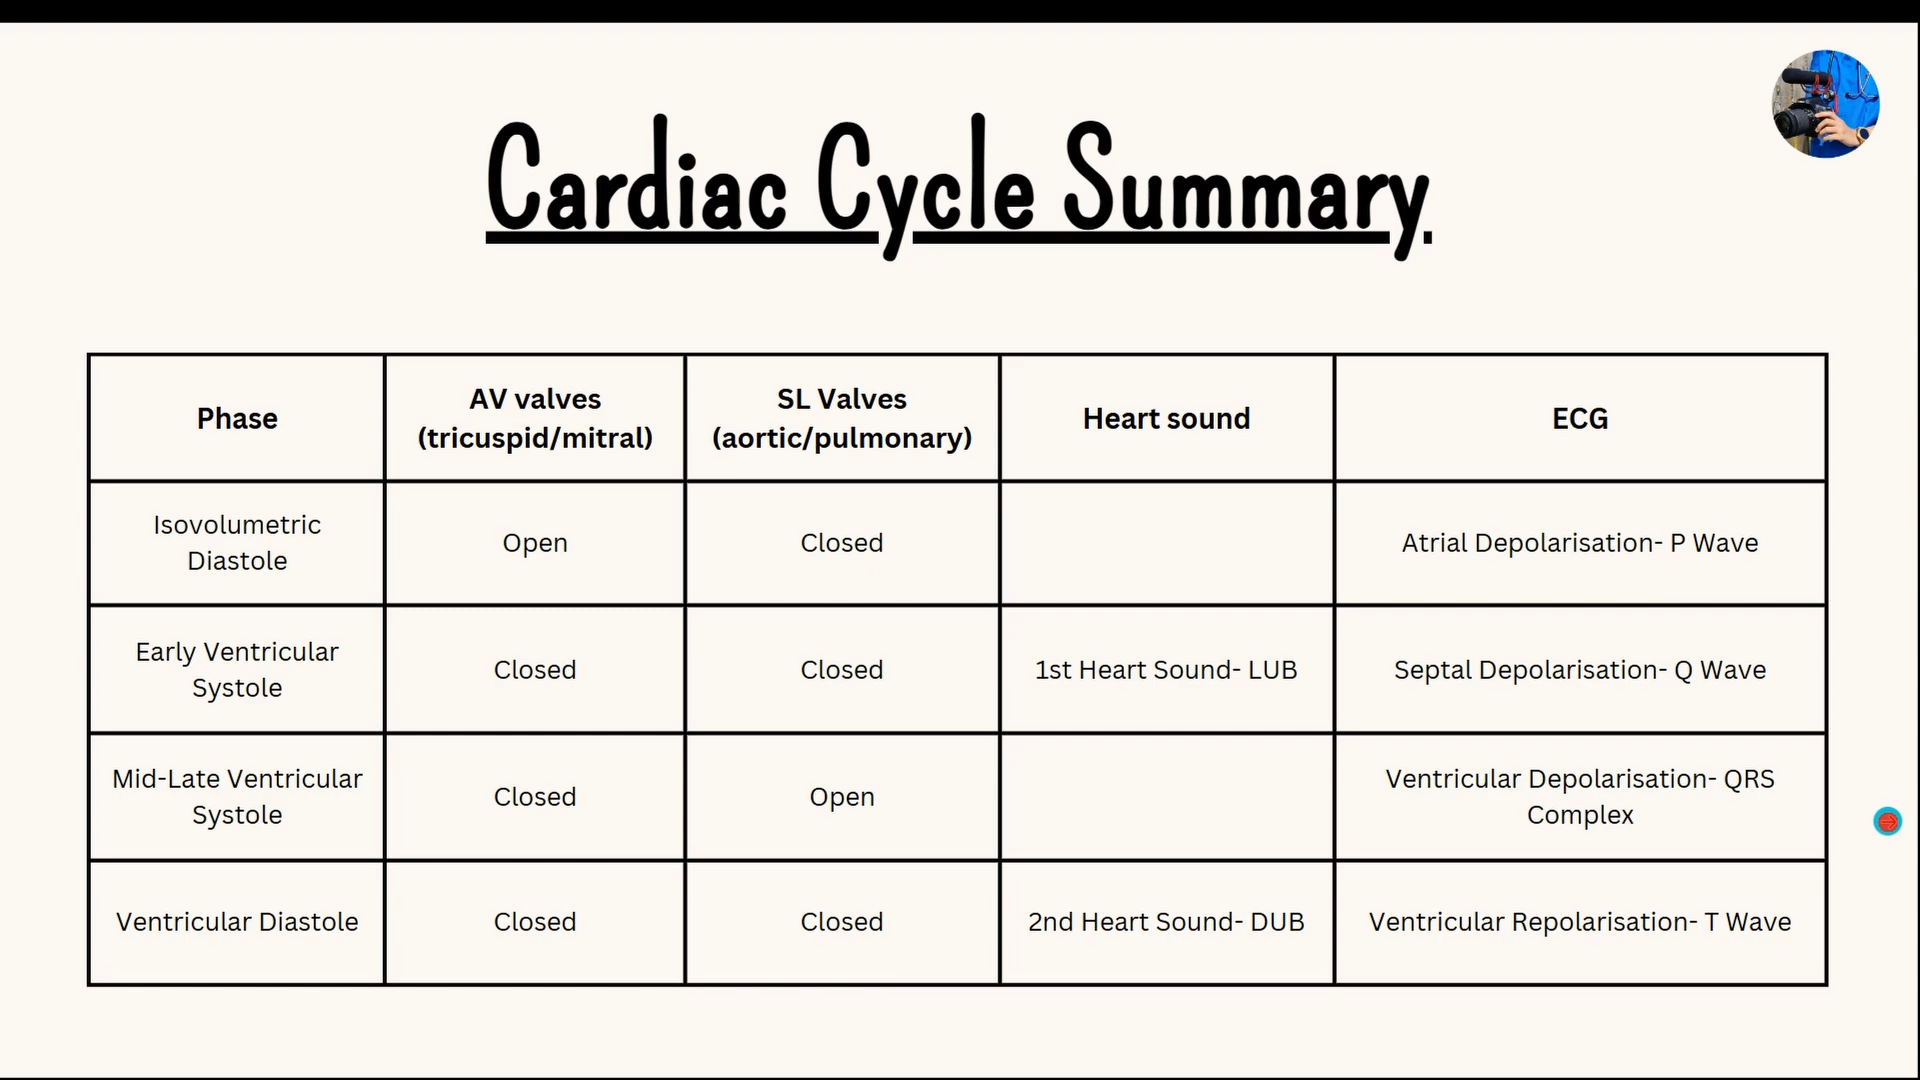 Cardiac Cycle Summary
Phase
AV valves
(tricuspid/mitral)
SL Valves
(aortic/pulmonary)
Heart sound
ECG
Isovolumetric
Diastole
Open
Closed
Atrial Depolarisation- P Wave
Early Ventricular
Systole
Closed
Closed
1st Heart Sound- LUB
Septal Depolarisation- Q Wave
Mid-Late Ventricular
Systole
Closed
Open
Ventricular Depolarisation- QRS
Complex
Ventricular Diastole
Closed
Closed
2nd Heart Sound- DUB
Ventricular Repolarisation- T Wave